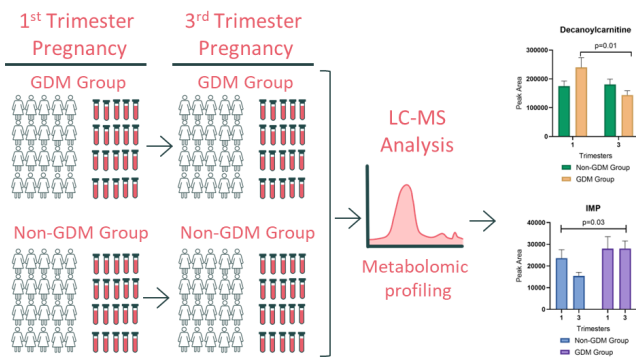 1st Trimester
Pregnancy
3rd Trimester
Pregnancy
GDM Group
GDM Group
Non-GDM Group
Non-GDM Group
LC-MS
Analysis
Metabolomic
profiling
Decanoylcarnitine
p=0.01
300000
200000
100000
0
Peak Area
1
3
Trimesters
Non-GDM Group
GDM Group
IMP
p=0.03
40000
30000
20000
10000
0
Peak Area
1 3 1 3
Trimesters
Non-GDM Group
GDM Group